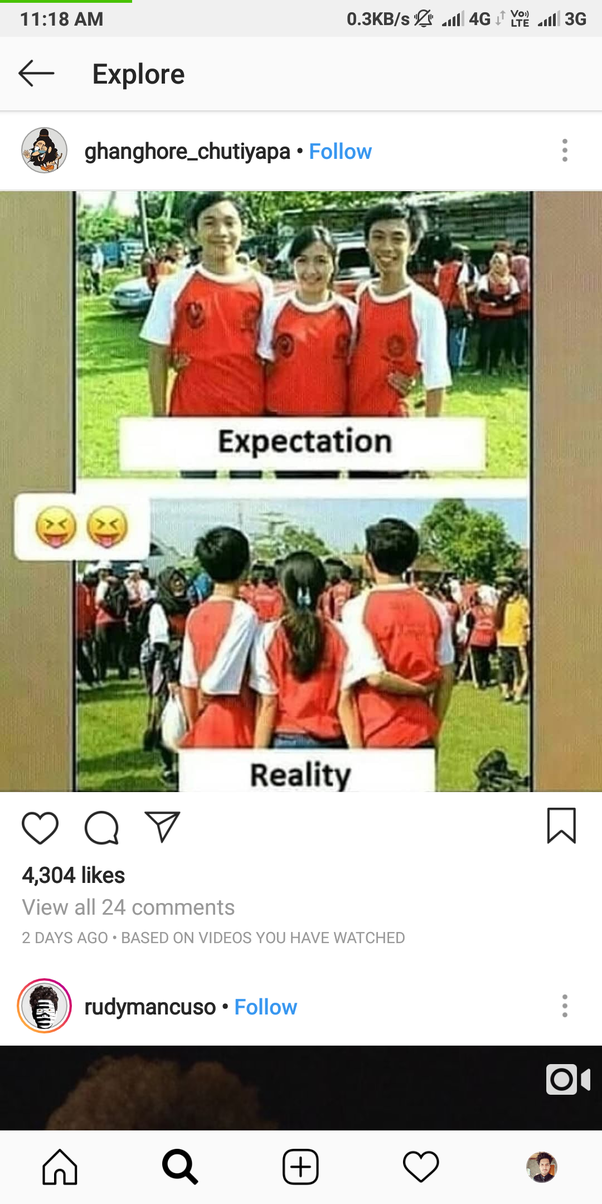 11:18 AM 0.3KB/s 4G Vo)) LTE 3G
Explore
ghanghore_chutiyapa • Follow
Expectation
Reality
4,304 likes
View all 24 comments
2 DAYS AGO • BASED ON VIDEOS YOU HAVE WATCHED
rudymancuso • Follow